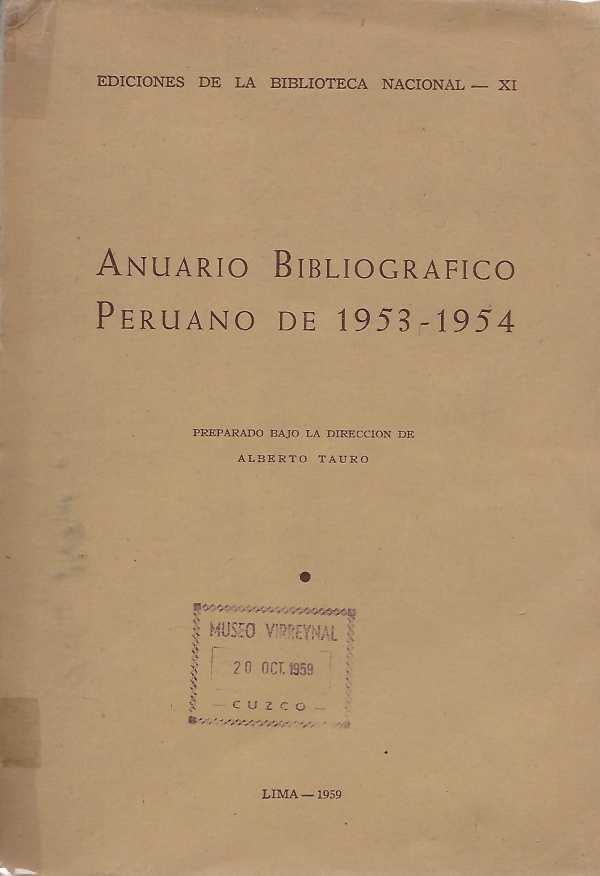 EDICIONES DE LA BIBLIOTECA NACIONAL — XI
ANUARIO BIBLIOGRAFICO
PERUANO DE 1953-1954
PREPARADO BAJO LA DIRECCION DE
ALBERTO TAURO
MUSEO VIRREYNAL
20 OCT. 1959
— CUZCO —
LIMA — 1959